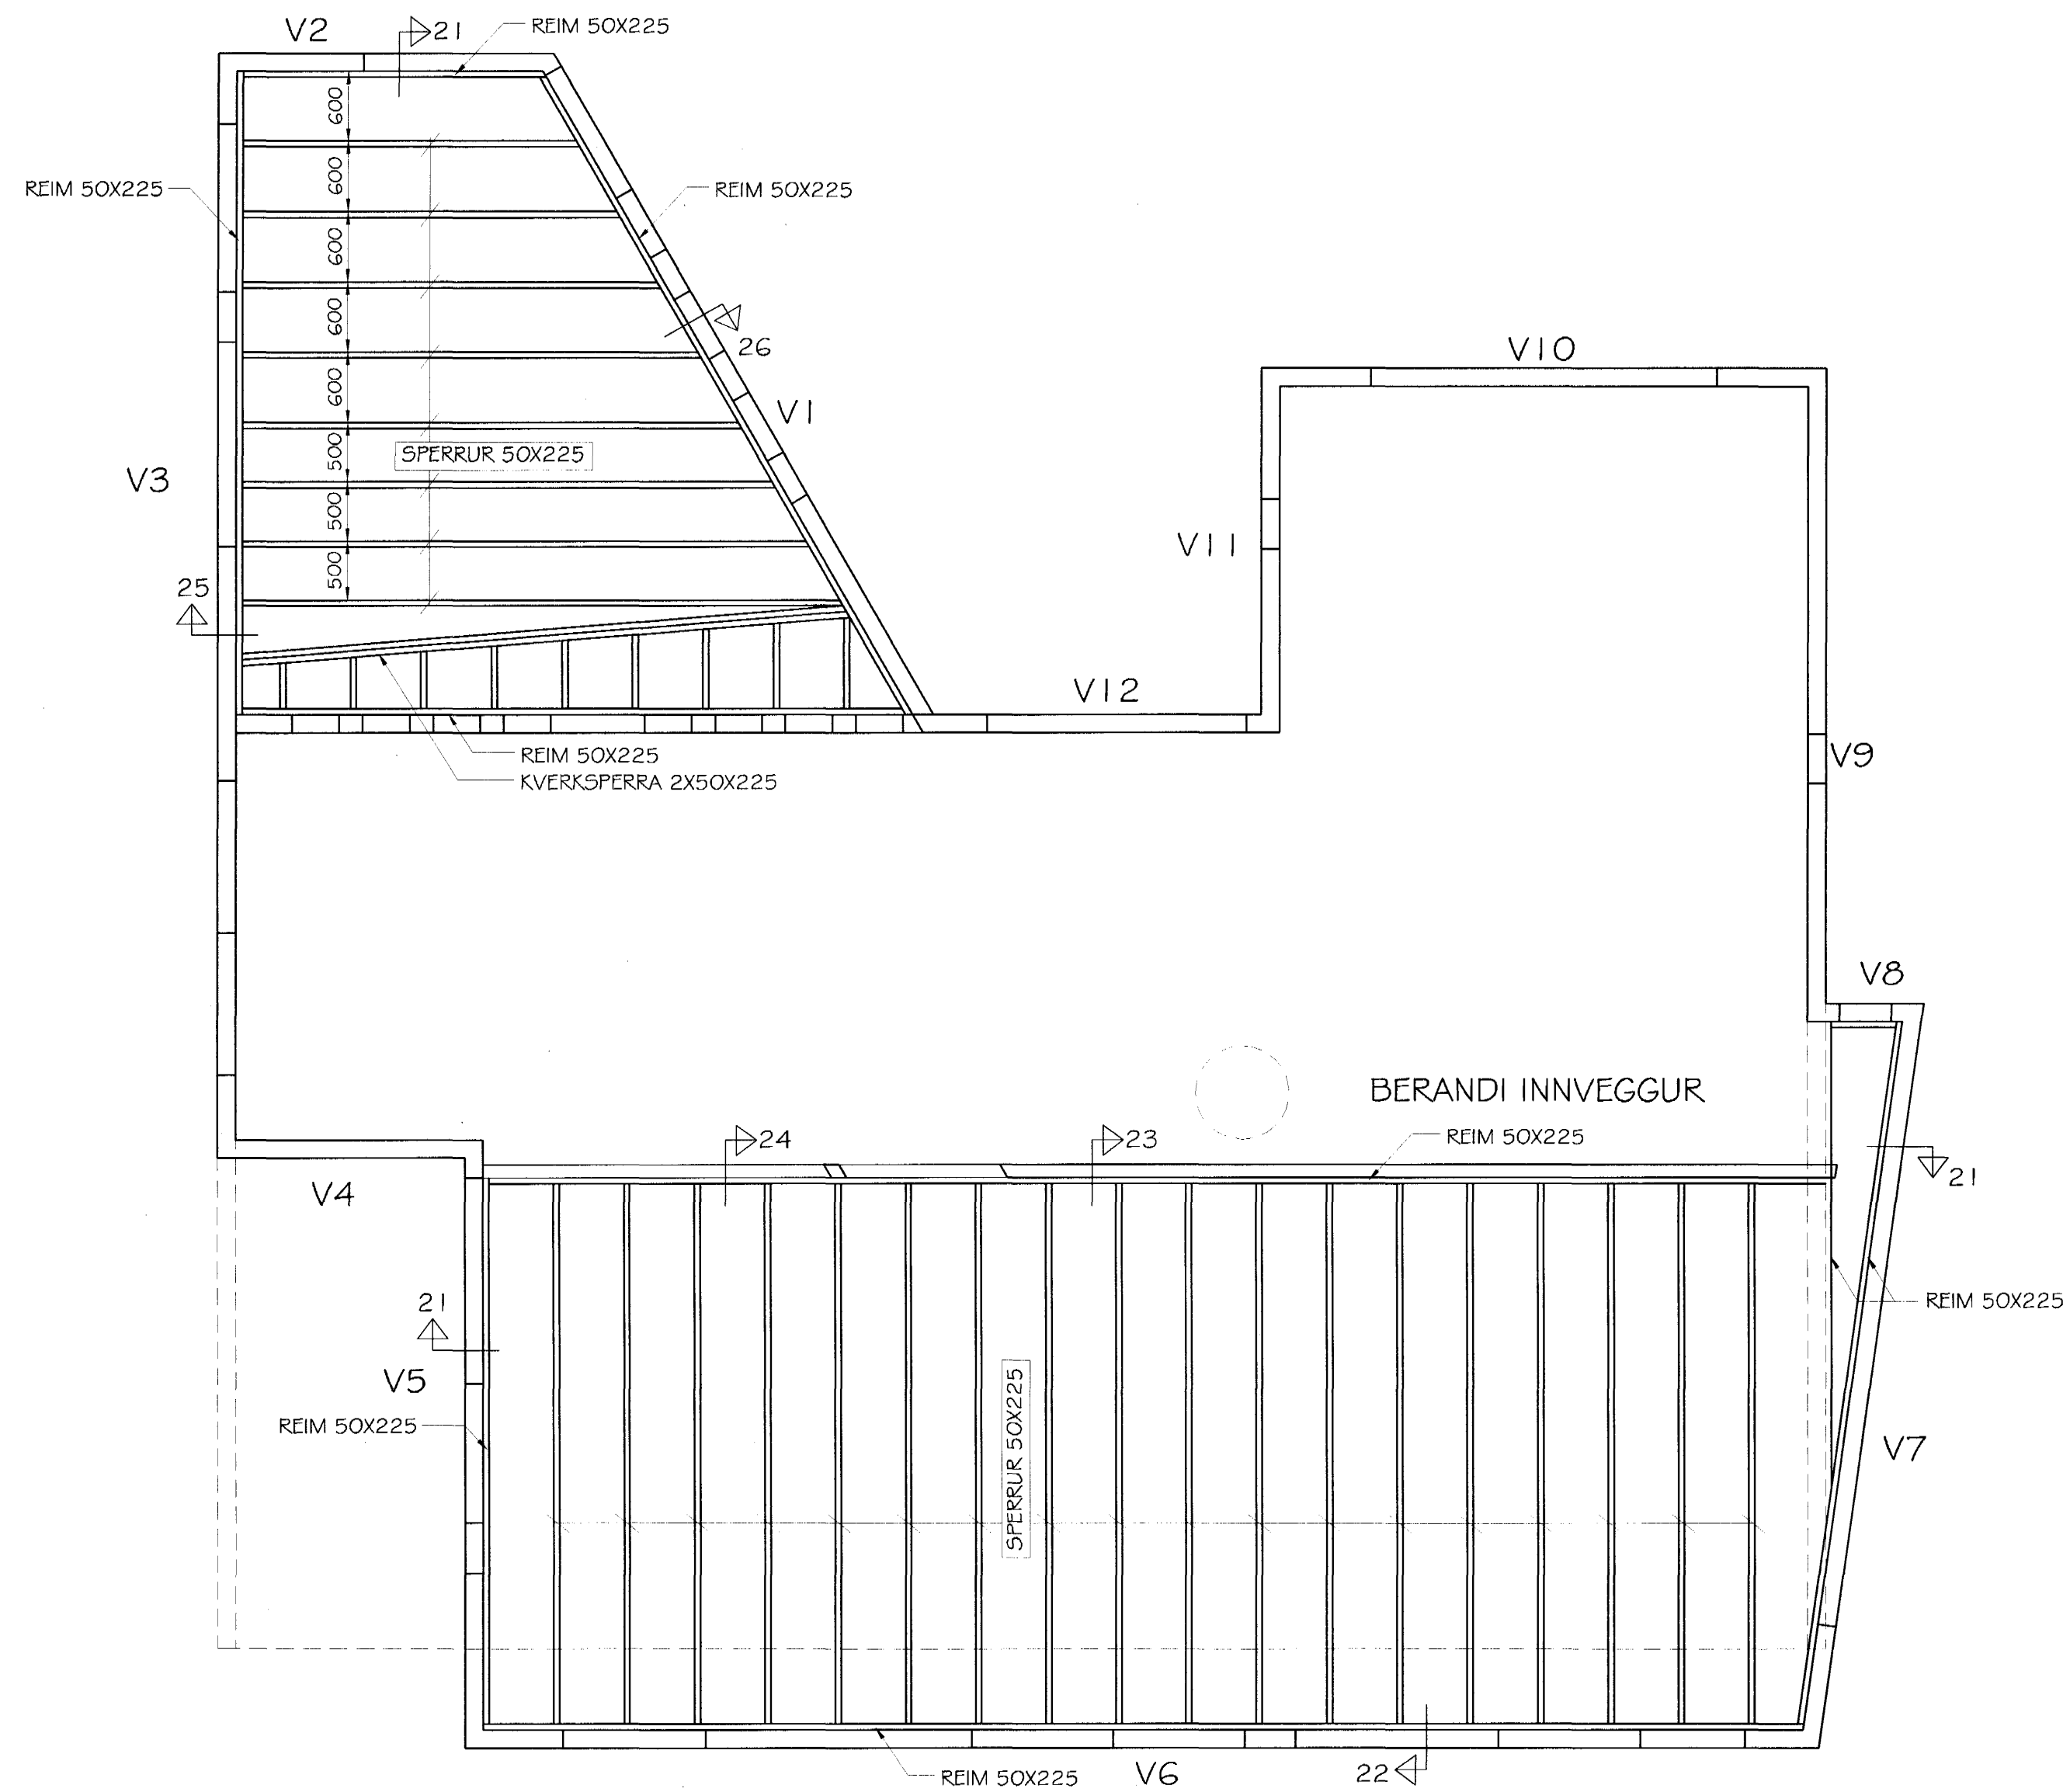 V2
21
REIM 50X225
600
REIM 50X225
600
REIM 50X225
600
600
26
600
V1
V10
500
SPERRUR 50X225
V3
500
V11
500
25
V12
REIM 50X225
KVERKSPERRA 2X50X225
V9
V8
BERANDI INNVEGGUR
24
23
REIM 50X225
V4
21
21
REIM 50X225
V5
REIM 50X225
SPERRUR 50X225
V7
REIM 50X225
V6
22